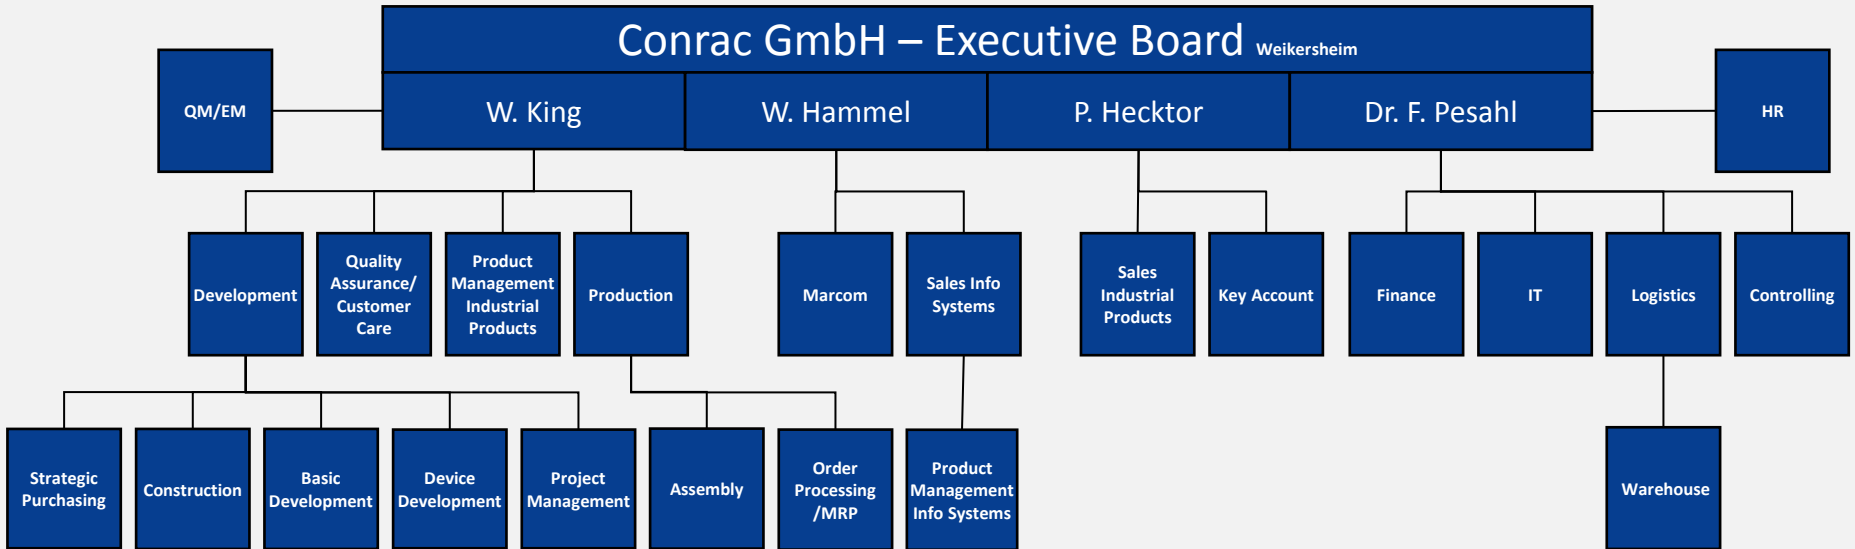 Conrac GmbH – Executive Board Weikersheim
QM/EM
W. King
W. Hammel
P. Hecktor
Dr. F. Pesahl
HR
Development
Quality
Assurance/
Customer
Care
Product
Management
Industrial
Products
Production
Marcom
Sales Info
Systems
Sales
Industrial
Products
Key Account
Finance
IT
Logistics
Controlling
Strategic
Purchasing
Construction
Basic
Development
Device
Development
Project
Management
Assembly
Order
Processing
/MRP
Product
Management
Info Systems
Warehouse